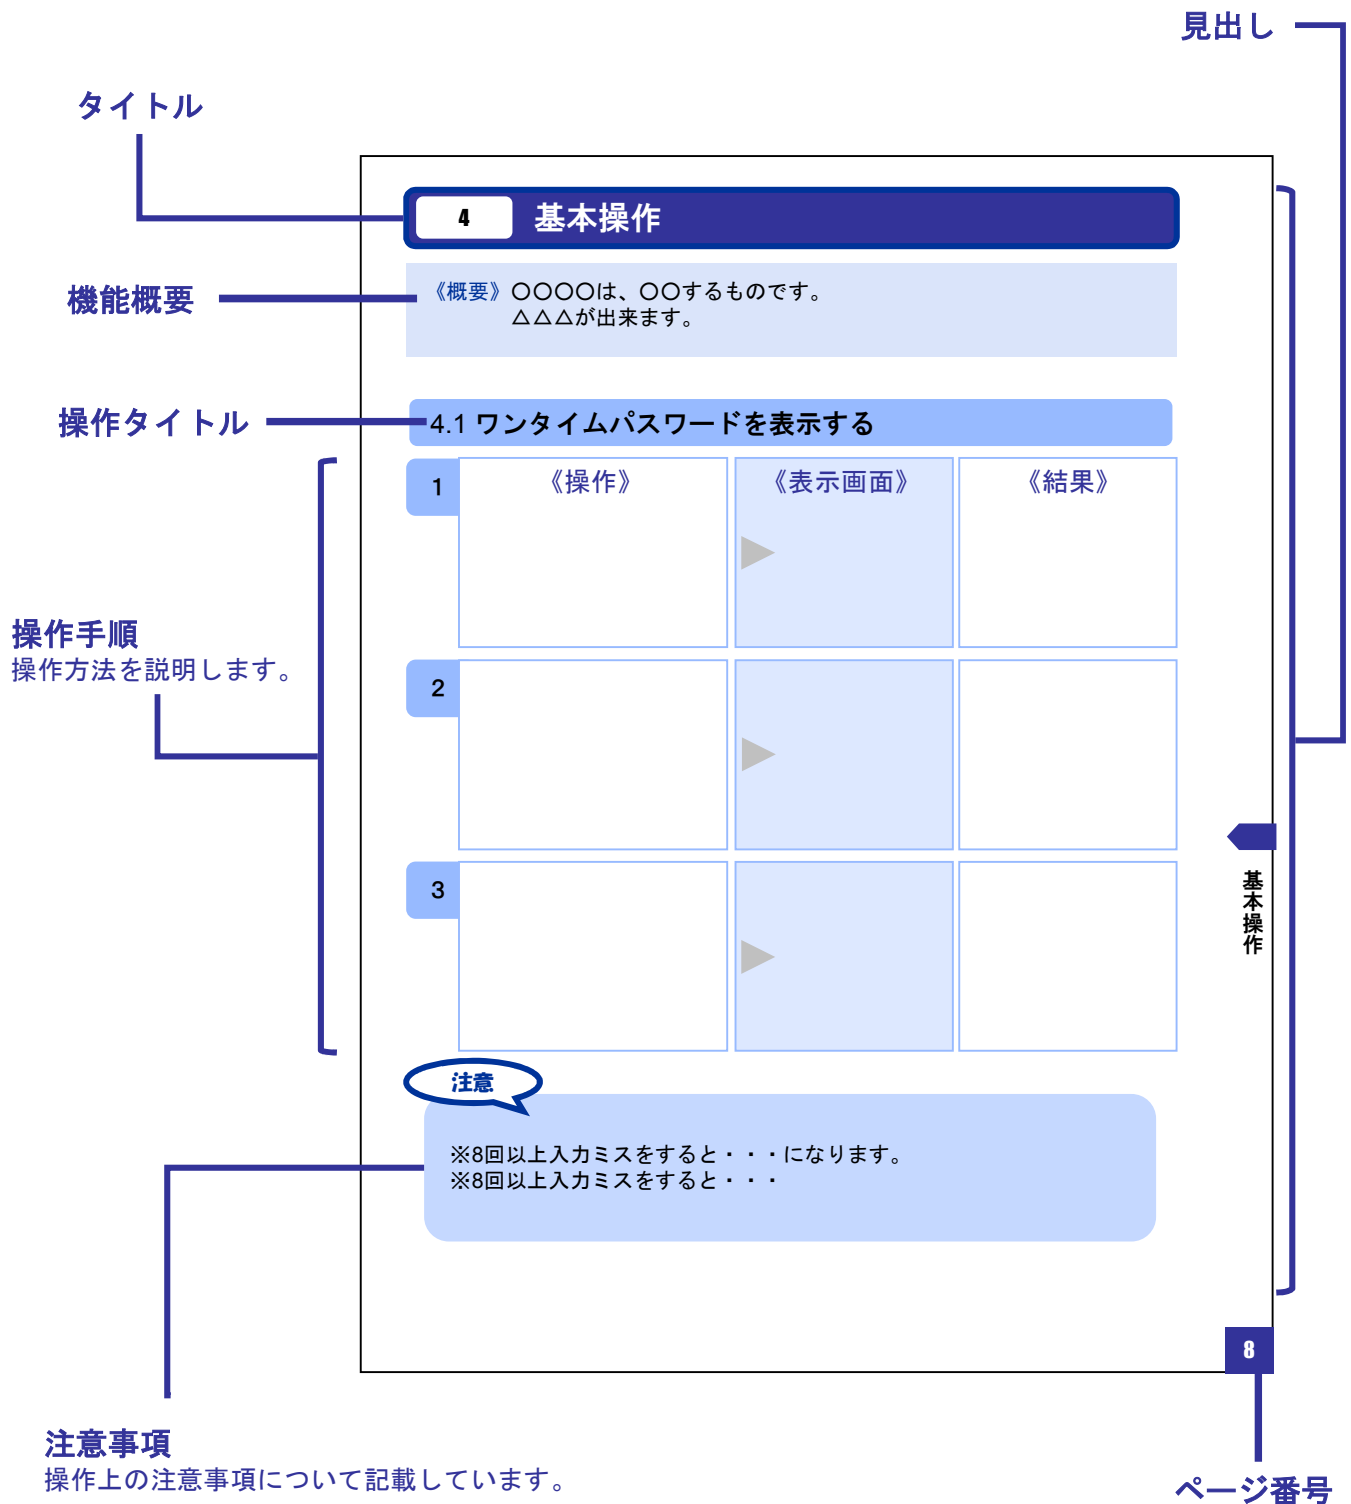 見出し
タイトル
4 基本操作
機能概要
《概要》〇〇〇〇は、〇〇するものです。
△△△が出来ます。
操作タイトル
4.1 ワンタイムパスワードを表示する
1 《操作》 《表示画面》 《結果》
操作手順
操作方法を説明します。
2
3
基本操作
注意
※8回以上入力ミスをすると・・・になります。
※8回以上入力ミスをすると・・・
8
注意事項
操作上の注意事項について記載しています。
ページ番号